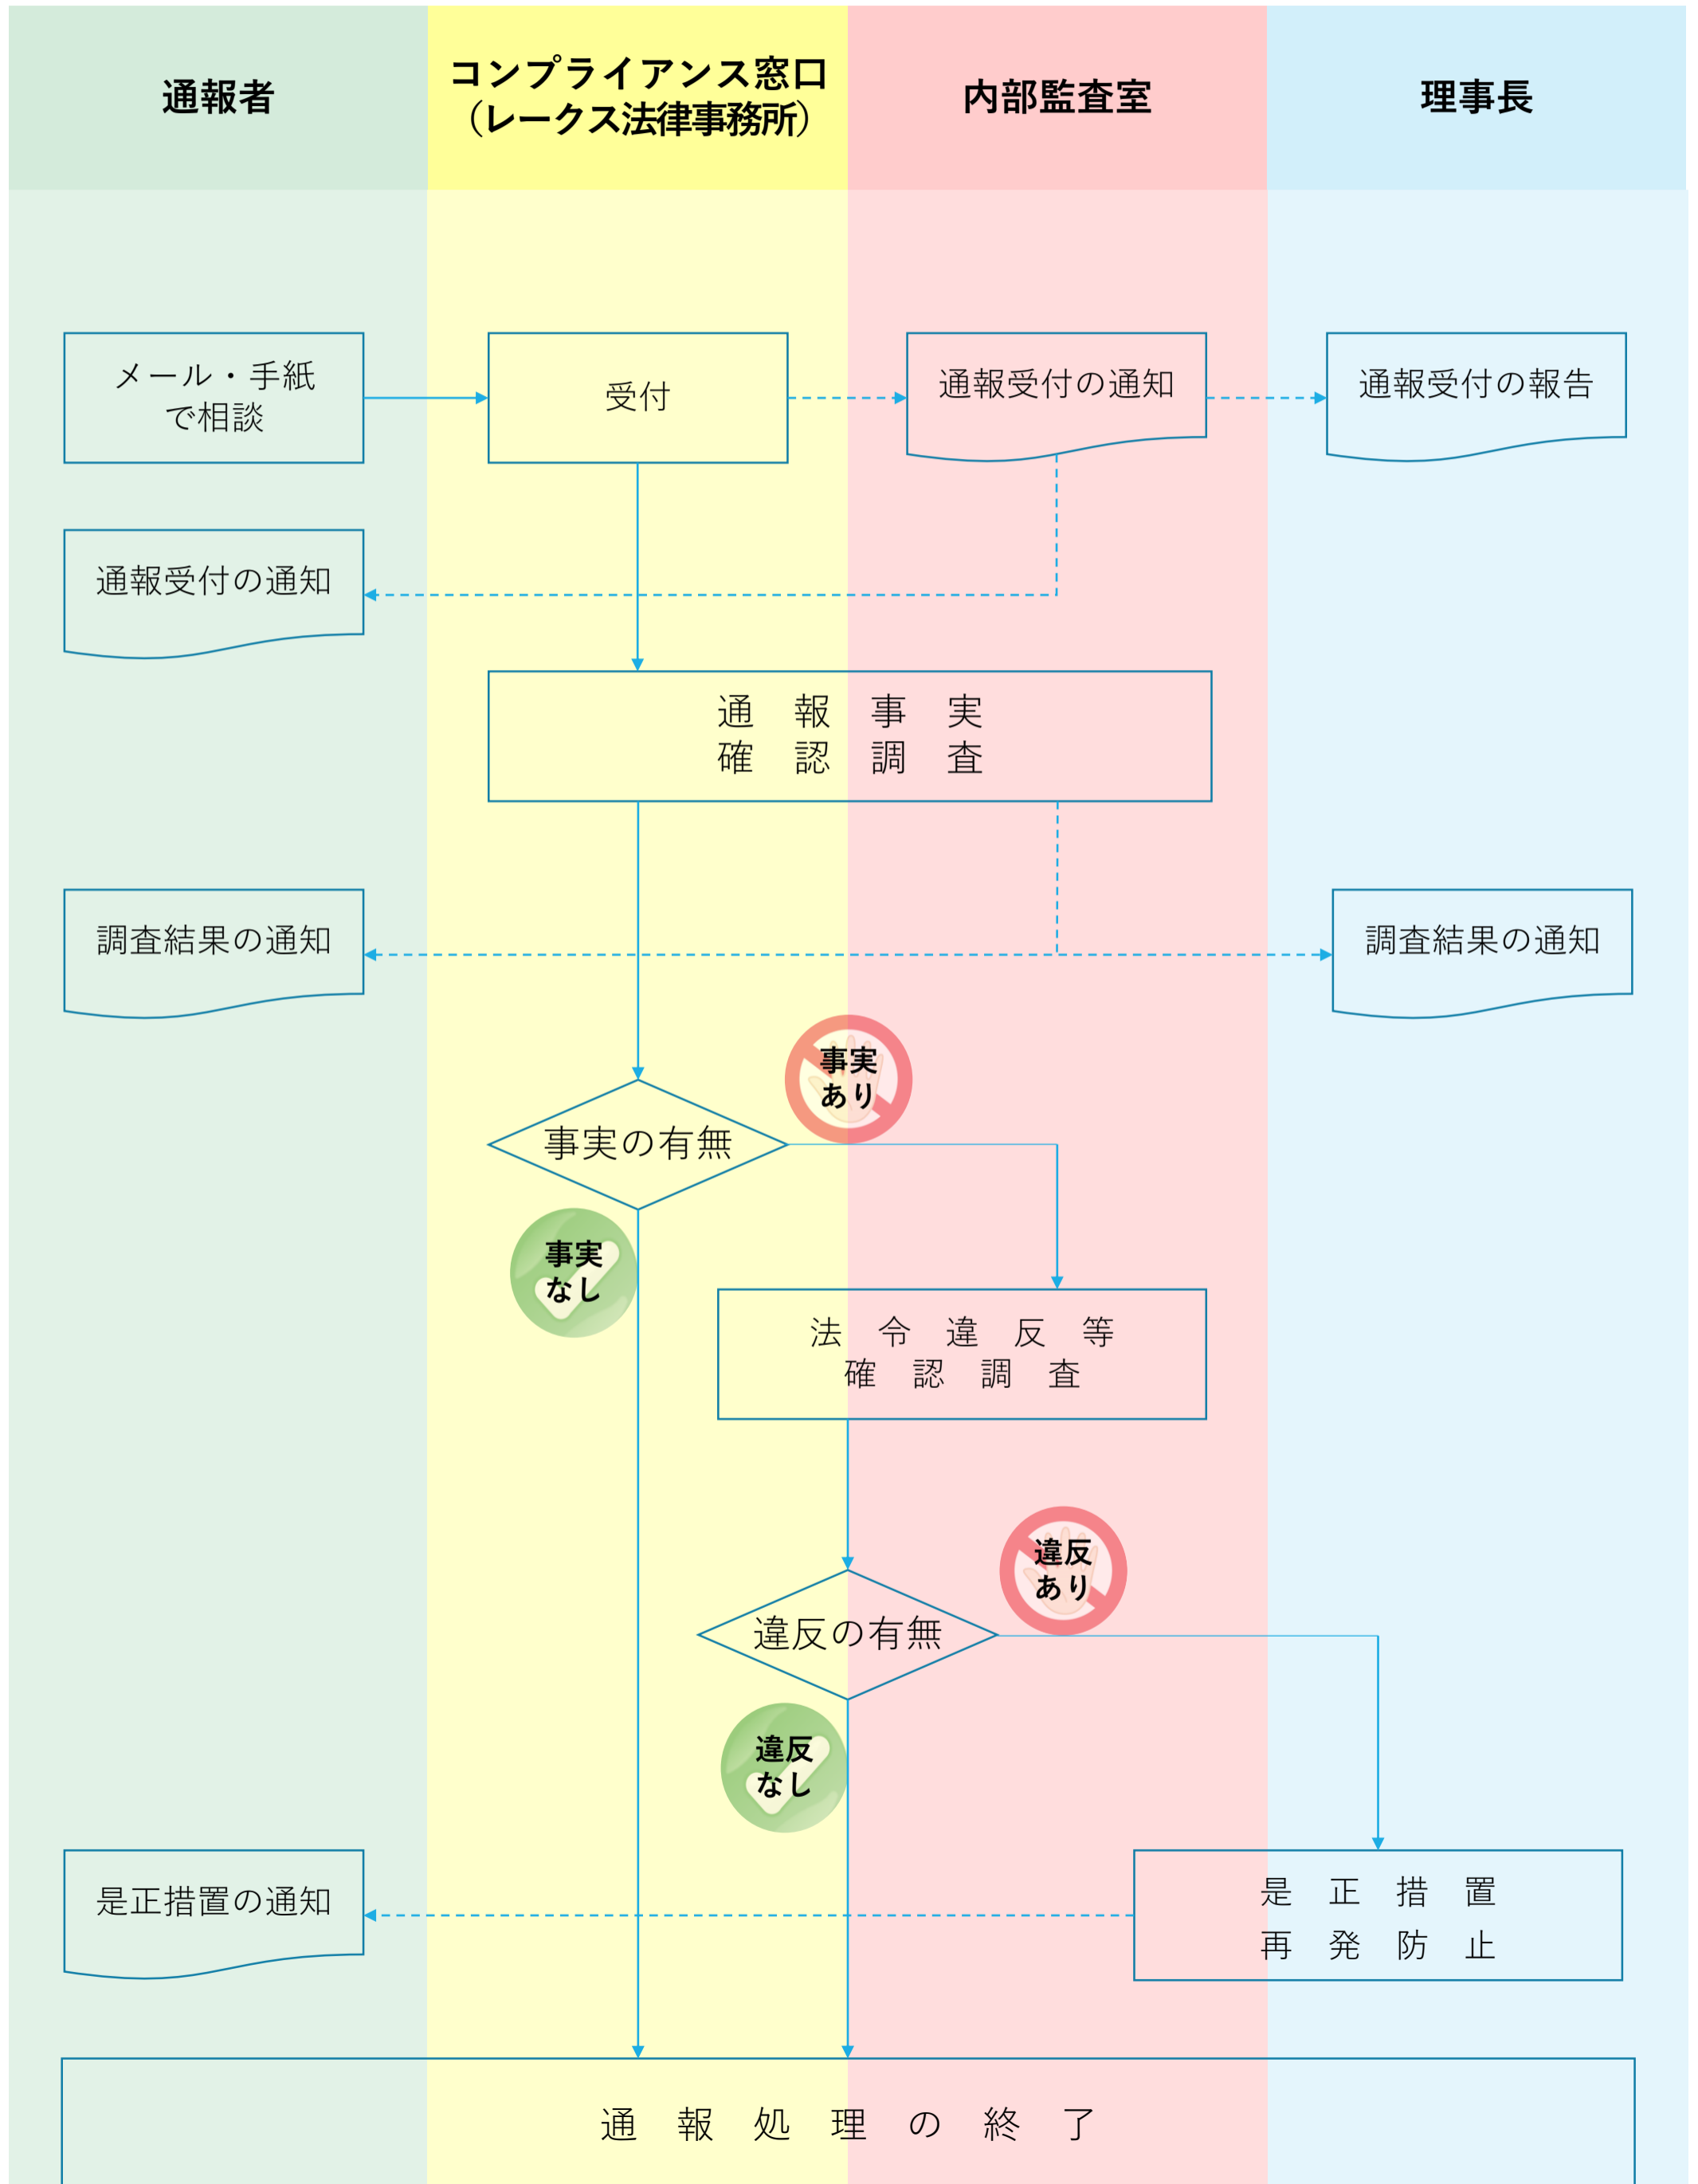 通報者
コンプライアンス窓口
（レークス法律事務所）
内部監査室
理事長
メール・手紙
で相談
受付
通報受付の通知
通報受付の報告
通報受付の通知
通報事実
確認調査
調査結果の通知
調査結果の通知
事実
あり
事実の有無
事実
なし
法令違反等
確認調査
違反
あり
違反の有無
違反
なし
是正措置の通知
是正措置
再発防止
通報処理の終了